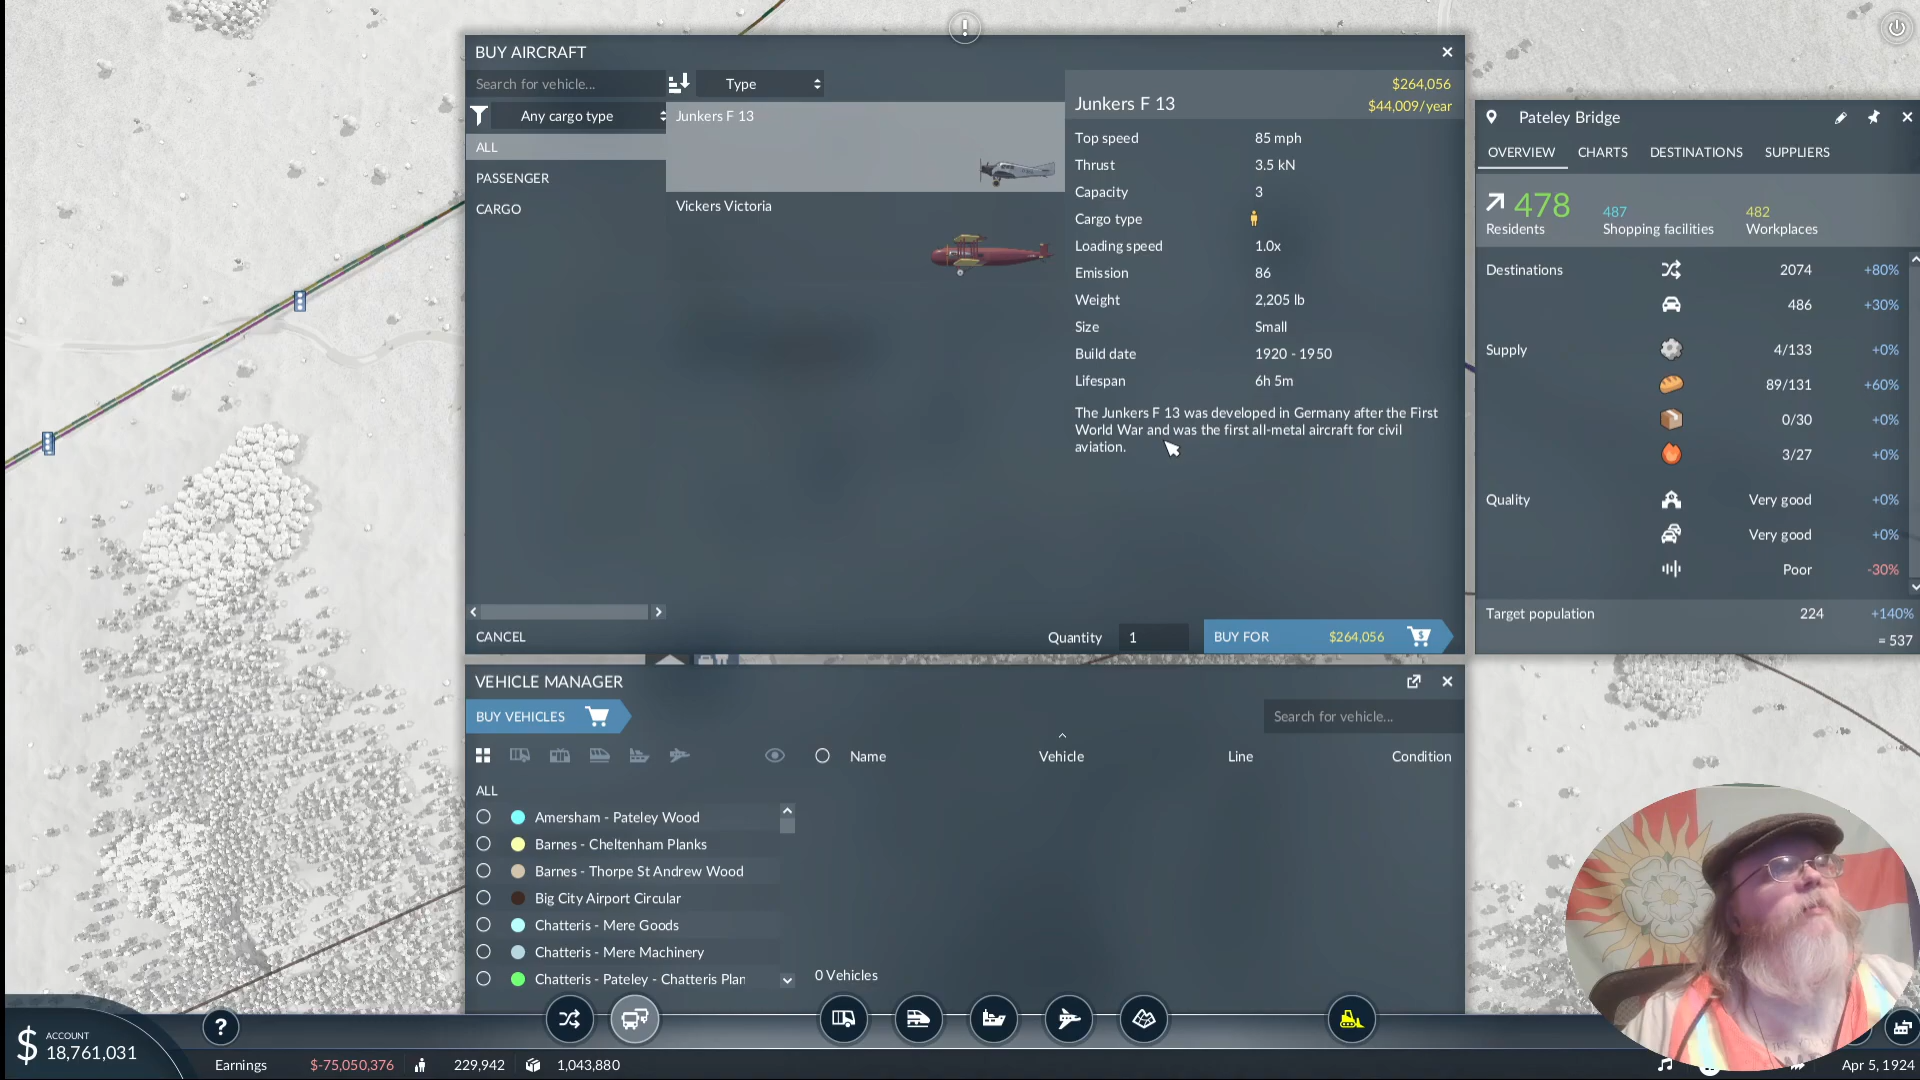 BUY AIRCRAFT
Search for vehicle...
Type
Any cargo type
ALL
PASSENGER
CARGO
Junkers F 13
Vickers Victoria
$264,056
Junkers F 13
$44,009/year
Top speed 85 mph
Thrust 3.5 kN
Capacity 3
Cargo type
Loading speed 1.0x
Emission 86
Weight 2,205 lb
Size Small
Build date 1920 - 1950
Lifespan 6h 5m
The Junkers F 13 was developed in Germany after the First
World War and was the first all-metal aircraft for civil
aviation.
CANCEL
Quantity 1
BUY FOR $264,056
Pateley Bridge
OVERVIEW CHARTS DESTINATIONS SUPPLIERS
478 487 482
Residents Shopping facilities Workplaces
Destinations 2074 +80%
486 +30%
Supply 4/133 +0%
89/131 +60%
0/30 +0%
3/27 +0%
Quality Very good +0%
Very good +0%
Poor -30%
Target population 224 +140%
= 537
VEHICLE MANAGER
BUY VEHICLES
Search for vehicle...
Name Vehicle Line Condition
ALL
Amersham - Pateley Wood
Barnes - Cheltenham Planks
Barnes - Thorpe St Andrew Wood
Big City Airport Circular
Chatteris - Mere Goods
Chatteris - Mere Machinery
Chatteris - Pateley - Chatteris Plan
0 Vehicles
$ ACCOUNT
18,761,031
?
Earnings $-75,050,376 229,942 1,043,880
Apr 5, 1924